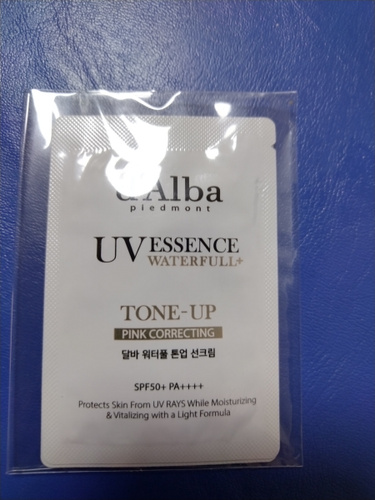 d'Alba
piedmont
UV ESSENCE
WATERFULL+
TONE-UP
PINK CORRECTING
달바 워터풀 톤업 선크림
SPF50+ PA++++
Protects Skin From UV RAYS While Moisturizing
& Vitalizing with a Light Formula